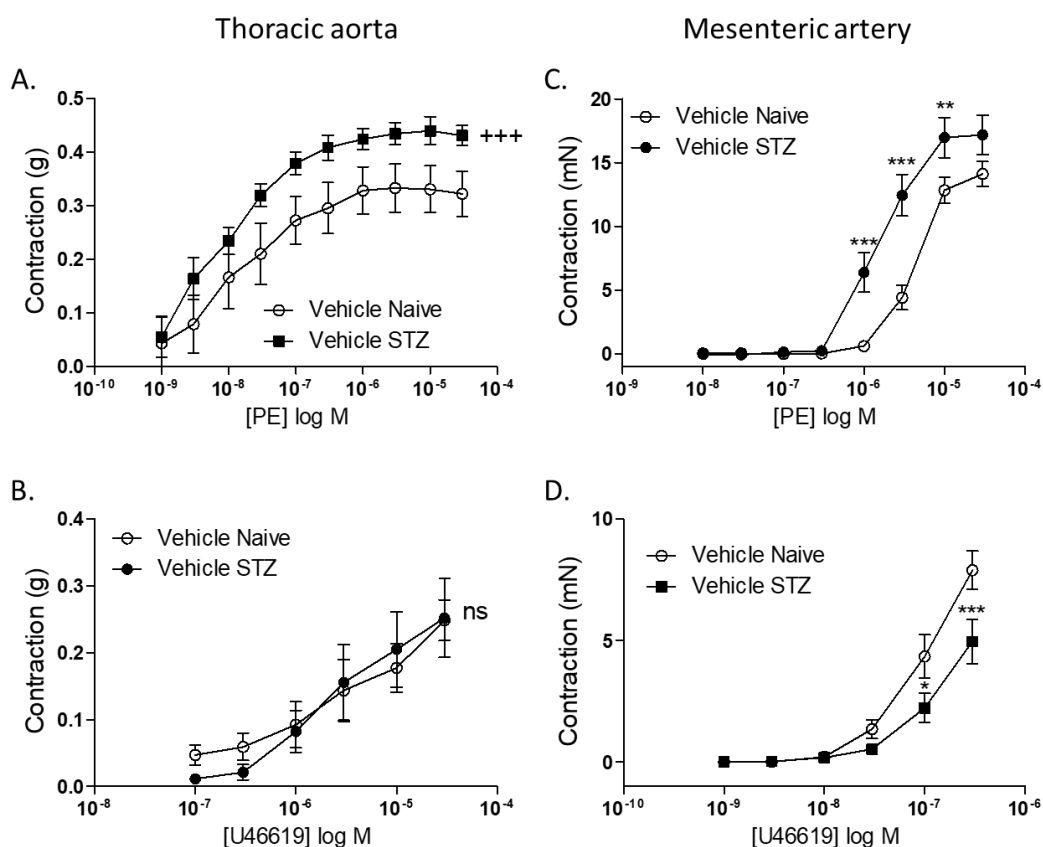 Thoracic aorta
Mesenteric artery
A.
0.5
0.4
0.3
0.2
0.1
0.0
Contraction (g)
+++
Vehicle Naive
Vehicle STZ
10⁻¹⁰ 10⁻⁹ 10⁻⁸ 10⁻⁷ 10⁻⁶ 10⁻⁵ 10⁻⁴
[PE] log M
C.
20
15
10
5
0
Contraction (mN)
Vehicle Naive
Vehicle STZ
***
***
**
10⁻⁹ 10⁻⁸ 10⁻⁷ 10⁻⁶ 10⁻⁵ 10⁻⁴
[PE] log M
B.
0.4
0.3
0.2
0.1
0.0
Contraction (g)
Vehicle Naive
Vehicle STZ
ns
10⁻⁸ 10⁻⁷ 10⁻⁶ 10⁻⁵ 10⁻⁴
[U46619] log M
D.
10
5
0
Contraction (mN)
Vehicle Naive
Vehicle STZ
***
*
10⁻¹⁰ 10⁻⁹ 10⁻⁸ 10⁻⁷ 10⁻⁶
[U46619] log M